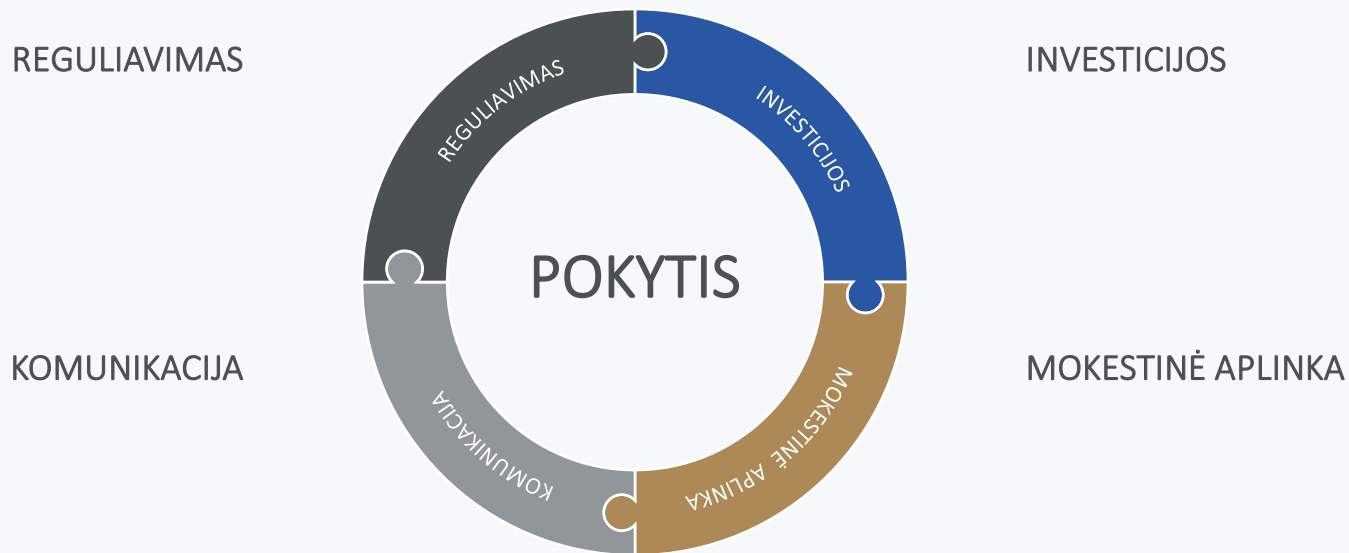 REGULIAVIMAS
INVESTICIJOS
REGULIAVIMAS
INVESTICIJOS
POKYTIS
KOMUNIKACIJA
MOKESTINĖ APLINKA
KOMUNIKACIJA
MOKESTINĖ APLINKA